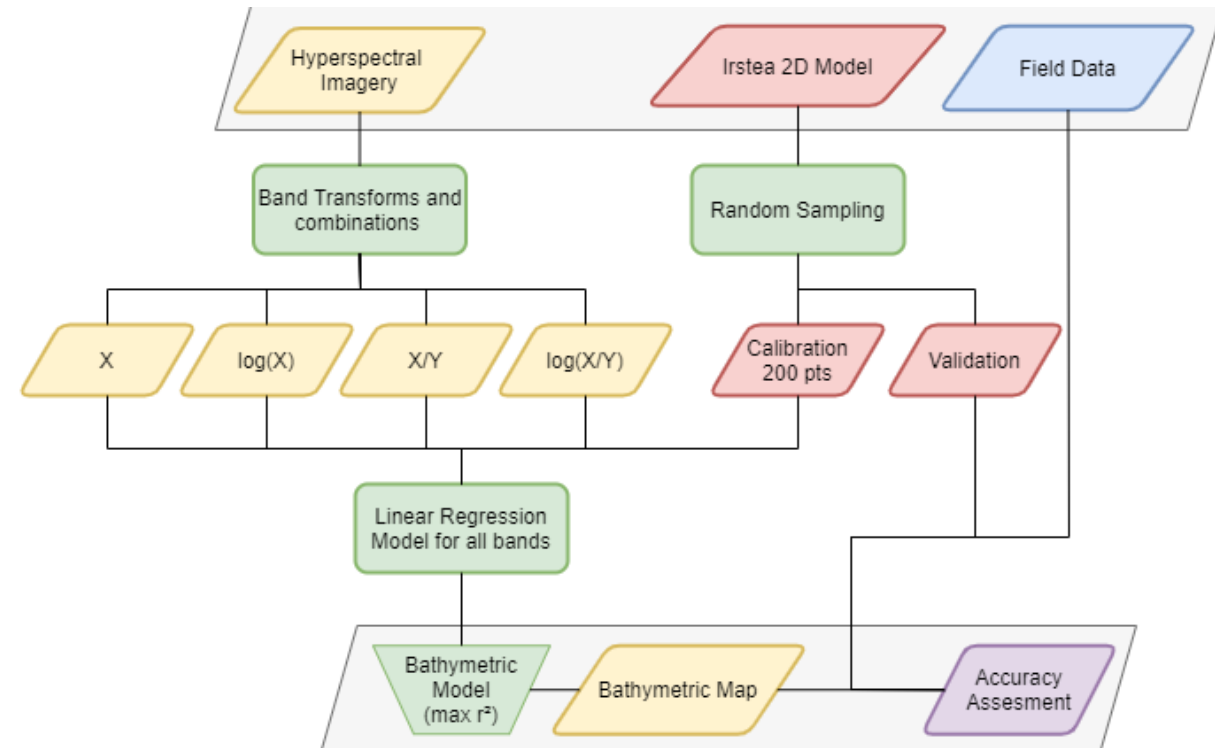 Hyperspectral
Imagery
Irstea 2D Model
Field Data
Band Transforms and
combinations
Random Sampling
X
log(X)
X/Y
log(X/Y)
Calibration
200 pts
Validation
Linear Regression
Model for all bands
Bathymetric
Model
(max r²)
Bathymetric Map
Accuracy
Assesment